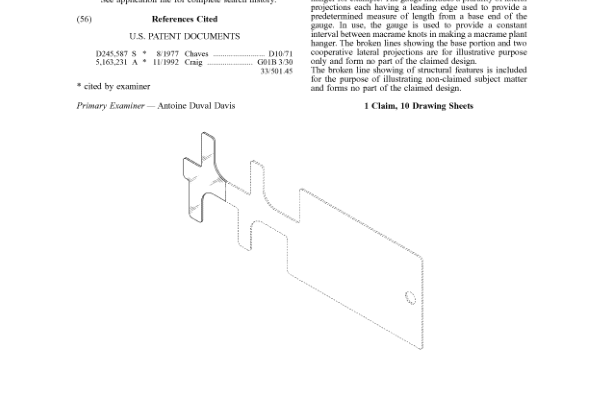 See application file for complete search history.
(56) References Cited
U.S. PATENT DOCUMENTS
D245,587 S * 8/1977 Chaves ........................ D10/71
5,163,231 A * 11/1992 Craig ..................... G01B 3/30
33/501.45
* cited by examiner
Primary Examiner — Antoine Duval Davis
projections each having a leading edge used to provide a
predetermined measure of length from a base end of the
gauge. In use, the gauge is used to provide a constant
interval between macrame knots in making a macrame plant
hanger. The broken lines showing the base portion and two
cooperative lateral projections are for illustrative purpose
only and form no part of the claimed design.
The broken line showing of structural features is included
for the purpose of illustrating non-claimed subject matter
and forms no part of the claimed design.
1 Claim, 10 Drawing Sheets